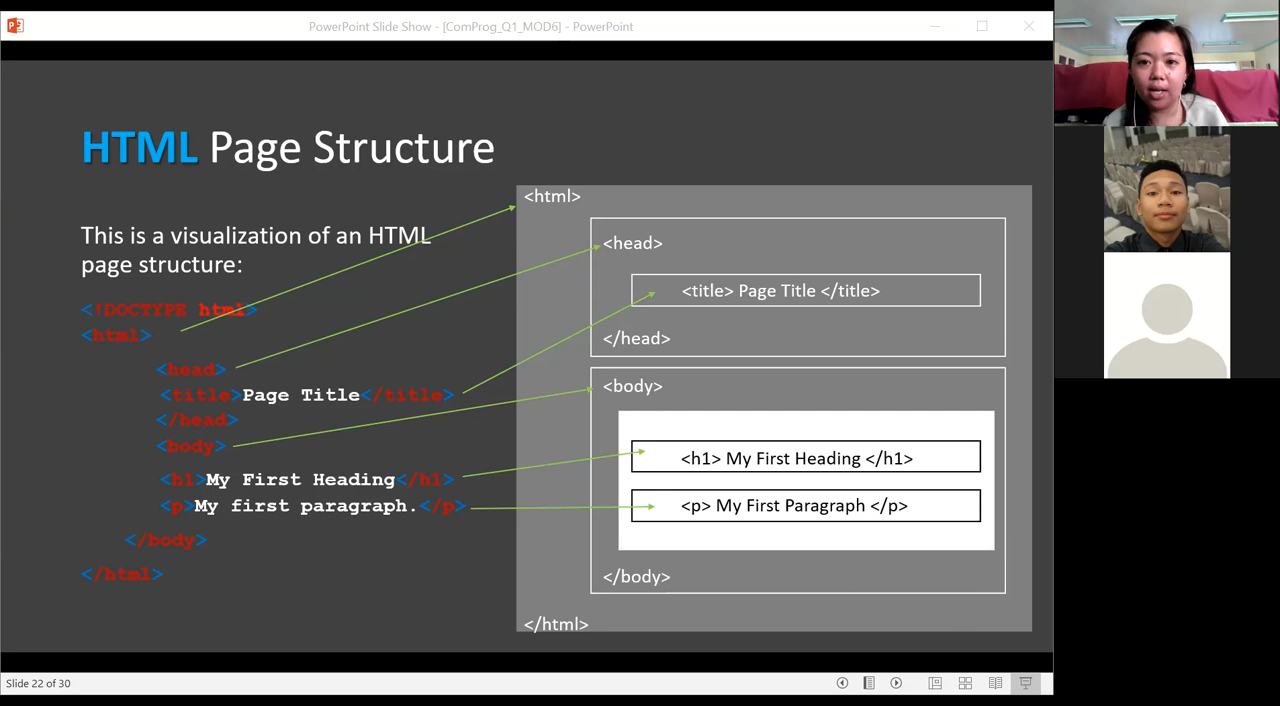 PowerPoint Slide Show - [ComProg_Q1_MOD6] - PowerPoint
HTML Page Structure
This is a visualization of an HTML
page structure:
<!DOCTYPE html>
<html>
<head>
<title>Page Title</title>
</head>
<body>
<h1>My First Heading</h1>
<p>My first paragraph.</p>
</body>
</html>
<html>
<head>
<title> Page Title </title>
</head>
<body>
<h1> My First Heading </h1>
<p> My First Paragraph </p>
</body>
</html>
Slide 22 of 30